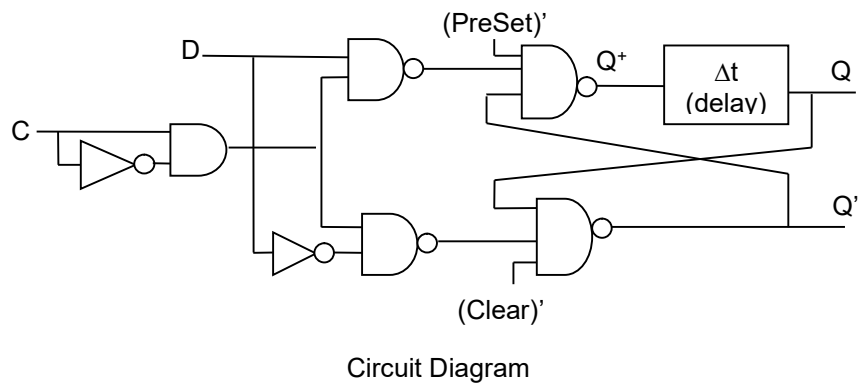 (PreSet)’
D
Q⁺
Δt
(delay)
Q
C
Q’
(Clear)’
Circuit Diagram